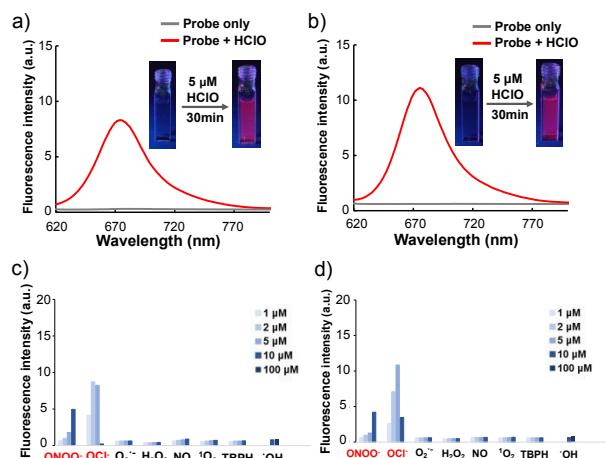 a)
Probe only
Probe + HClO
5 µM
HClO
30min
Fluorescence intensity (a.u.)
15
10
5
0
620 670 720 770
Wavelength (nm)
b)
Probe only
Probe + HClO
5 µM
HClO
30min
Fluorescence intensity (a.u.)
15
10
5
0
620 670 720 770
Wavelength (nm)
c)
Fluorescence intensity (a.u.)
20
15
10
5
0
1 µM
2 µM
5 µM
10 µM
100 µM
ONOO⁻ OCl⁻ O₂˙⁻ H₂O₂ NO ¹O₂ TBPH ˙OH
d)
Fluorescence intensity (a.u.)
20
15
10
5
0
1 µM
2 µM
5 µM
10 µM
100 µM
ONOO⁻ OCl⁻ O₂˙⁻ H₂O₂ NO ¹O₂ TBPH ˙OH